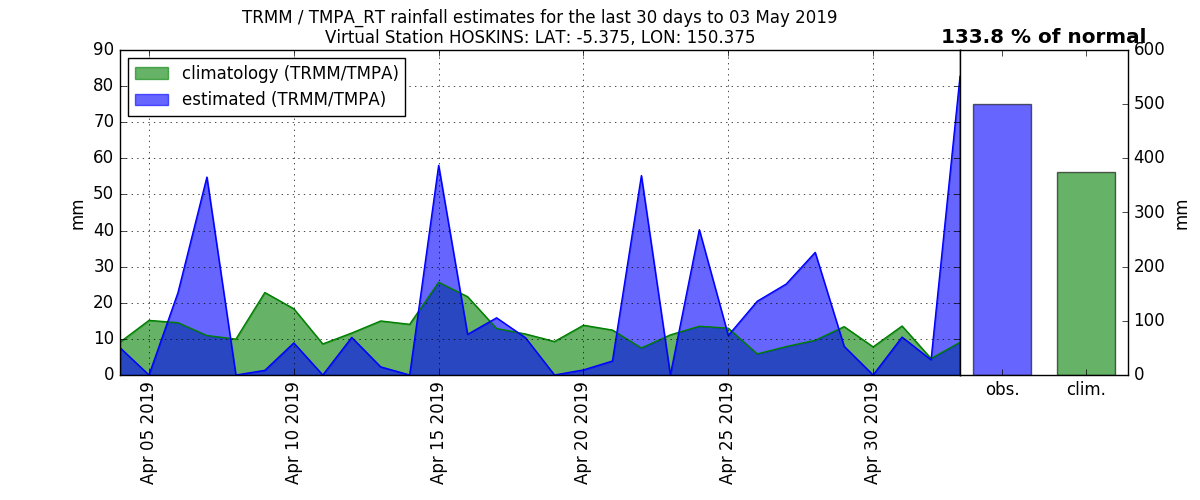 TRMM / TMPA_RT rainfall estimates for the last 30 days to 03 May 2019
Virtual Station HOSKINS: LAT: -5.375, LON: 150.375
133.8 % of normal
climatology (TRMM/TMPA)
estimated (TRMM/TMPA)
90
80
70
60
50
40
30
20
10
0
mm
Apr 05 2019
Apr 10 2019
Apr 15 2019
Apr 20 2019
Apr 25 2019
Apr 30 2019
obs.
clim.
600
500
400
300
200
100
0
mm